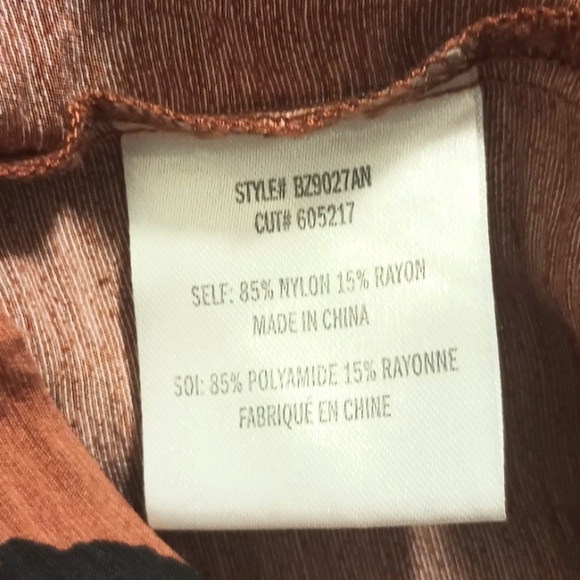 STYLE# BZ9027AN
CUT# 605217
SELF: 85% NYLON 15% RAYON
MADE IN CHINA
SOI: 85% POLYAMIDE 15% RAYONNE
FABRIQUÉ EN CHINE